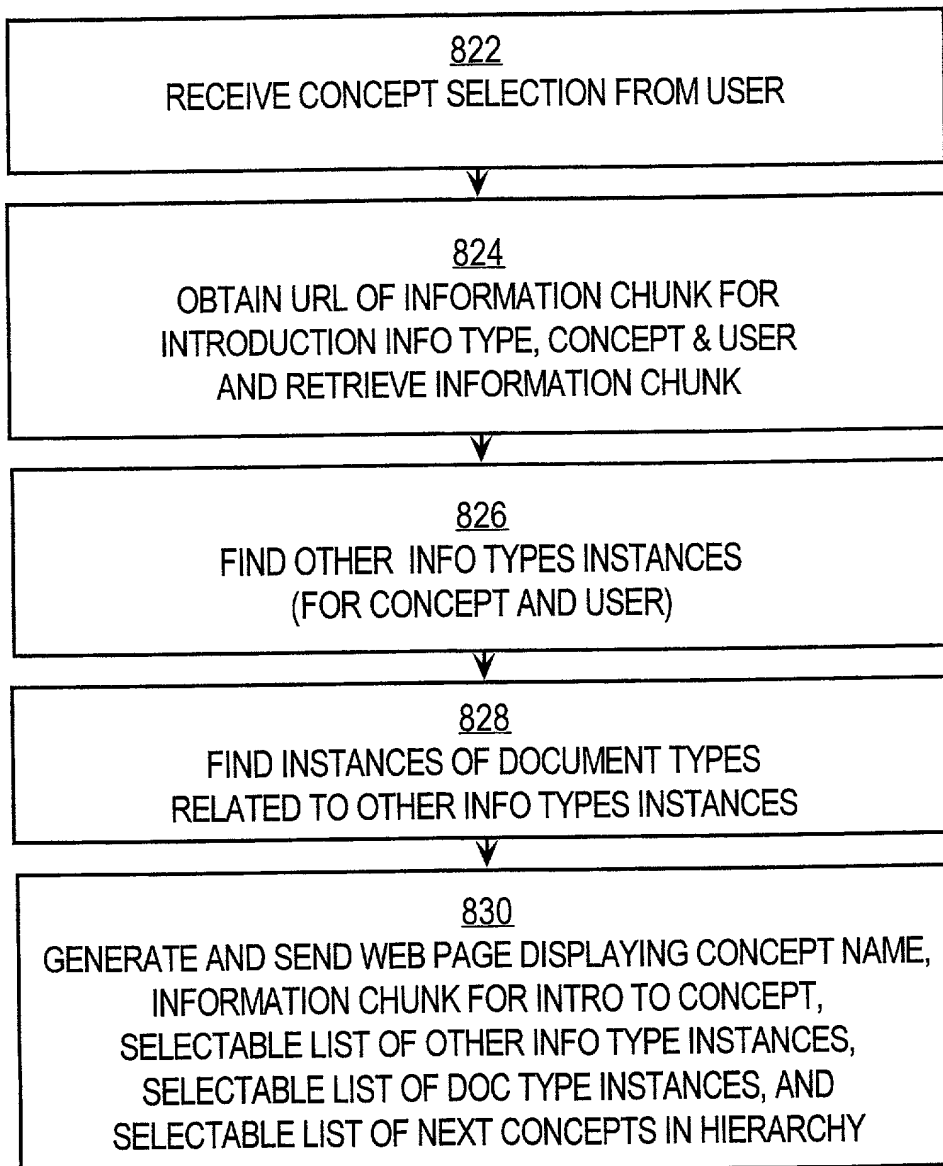 822
RECEIVE CONCEPT SELECTION FROM USER
824
OBTAIN URL OF INFORMATION CHUNK FOR
INTRODUCTION INFO TYPE, CONCEPT & USER
AND RETRIEVE INFORMATION CHUNK
826
FIND OTHER INFO TYPES INSTANCES
(FOR CONCEPT AND USER)
828
FIND INSTANCES OF DOCUMENT TYPES
RELATED TO OTHER INFO TYPES INSTANCES
830
GENERATE AND SEND WEB PAGE DISPLAYING CONCEPT NAME,
INFORMATION CHUNK FOR INTRO TO CONCEPT,
SELECTABLE LIST OF OTHER INFO TYPE INSTANCES,
SELECTABLE LIST OF DOC TYPE INSTANCES, AND
SELECTABLE LIST OF NEXT CONCEPTS IN HIERARCHY